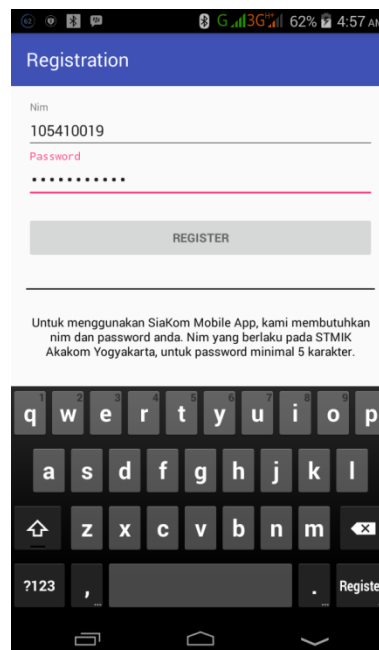 62 G 3G H 62% 4:57 AM
Registration
Nim
105410019
Password
•••••••••••
REGISTER
Untuk menggunakan SiaKom Mobile App, kami membutuhkan
nim dan password anda. Nim yang berlaku pada STMIK
Akakom Yogyakarta, untuk password minimal 5 karakter.
1 2 3 4 5 6 7 8 9
q w e r t y u i o p
a s d f g h j k l
z x c v b n m
?123 , ... . ... Registe